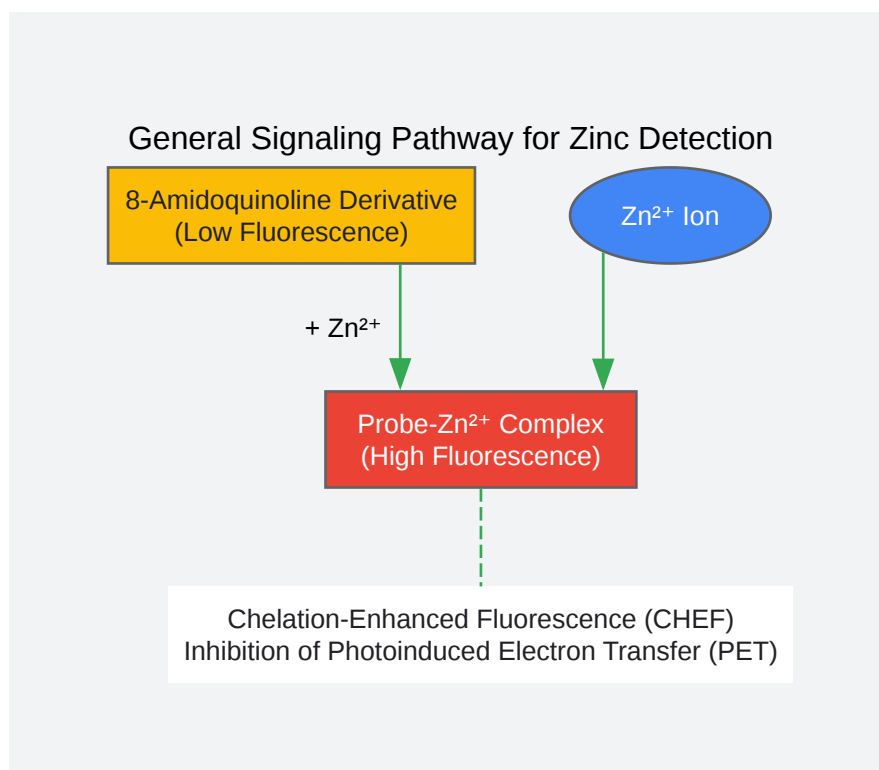 General Signaling Pathway for Zinc Detection
8-Amidoquinoline Derivative
(Low Fluorescence)
Zn²⁺ Ion
+ Zn²⁺
Probe-Zn²⁺ Complex
(High Fluorescence)
Chelation-Enhanced Fluorescence (CHEF)
Inhibition of Photoinduced Electron Transfer (PET)